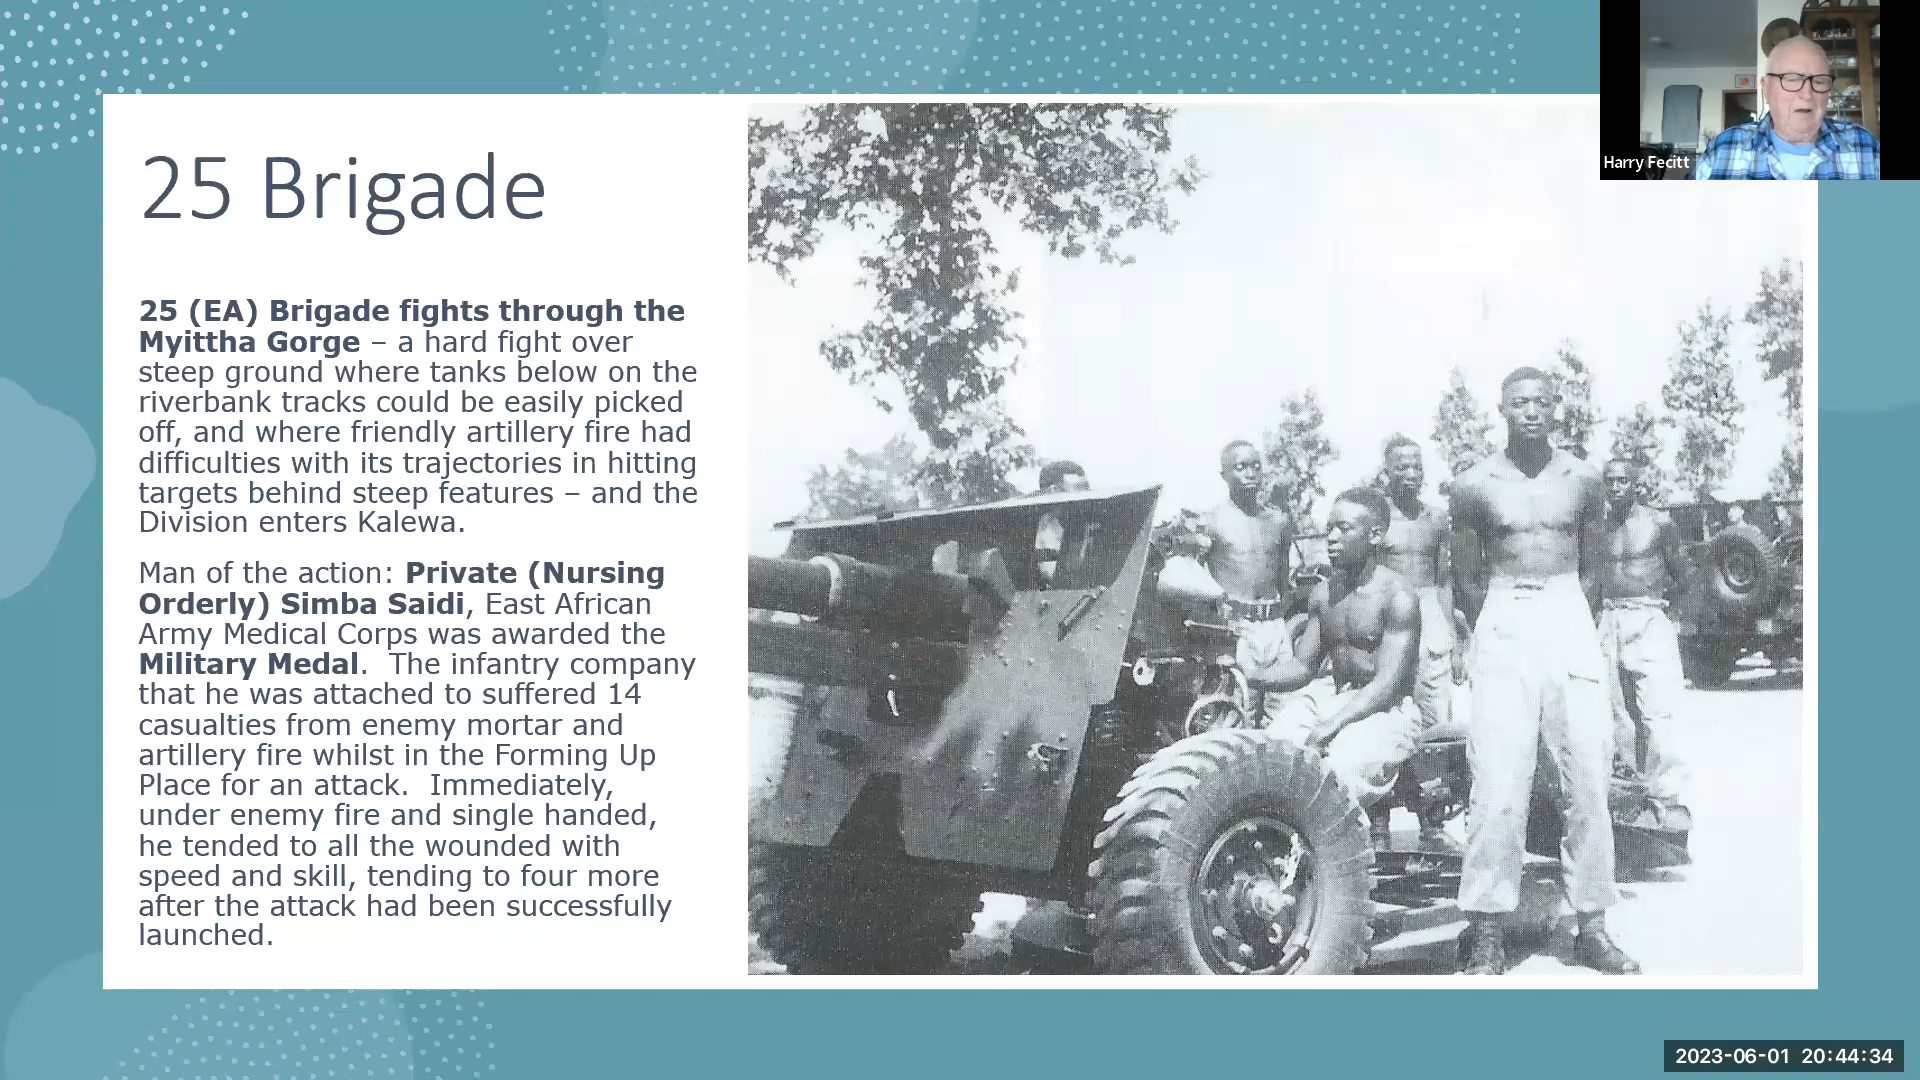 25 Brigade
25 (EA) Brigade fights through the
Myittha Gorge – a hard fight over
steep ground where tanks below on the
riverbank tracks could be easily picked
off, and where friendly artillery fire had
difficulties with its trajectories in hitting
targets behind steep features – and the
Division enters Kalewa.
Man of the action: Private (Nursing
Orderly) Simba Saidi, East African
Army Medical Corps was awarded the
Military Medal.  The infantry company
that he was attached to suffered 14
casualties from enemy mortar and
artillery fire whilst in the Forming Up
Place for an attack.  Immediately,
under enemy fire and single handed,
he tended to all the wounded with
speed and skill, tending to four more
after the attack had been successfully
launched.
Harry Fecitt
2023-06-01 20:44:34